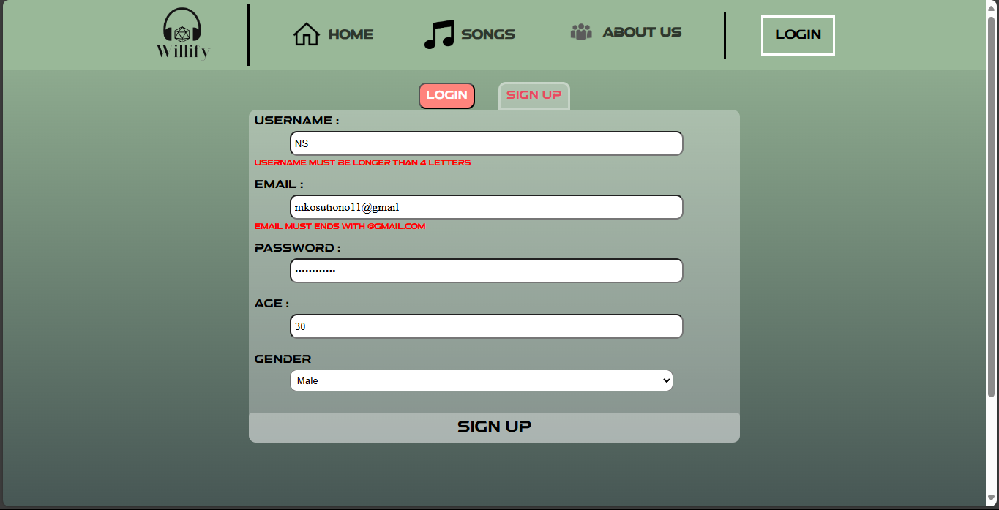 Willify
HOME
SONGS
ABOUT US
LOGIN
LOGIN
SIGN UP
USERNAME :
NS
USERNAME MUST BE LONGER THAN 4 LETTERS
EMAIL :
nikosutiono11@gmail
EMAIL MUST ENDS WITH @GMAIL.COM
PASSWORD :
••••••••••••
AGE :
30
GENDER
Male
SIGN UP